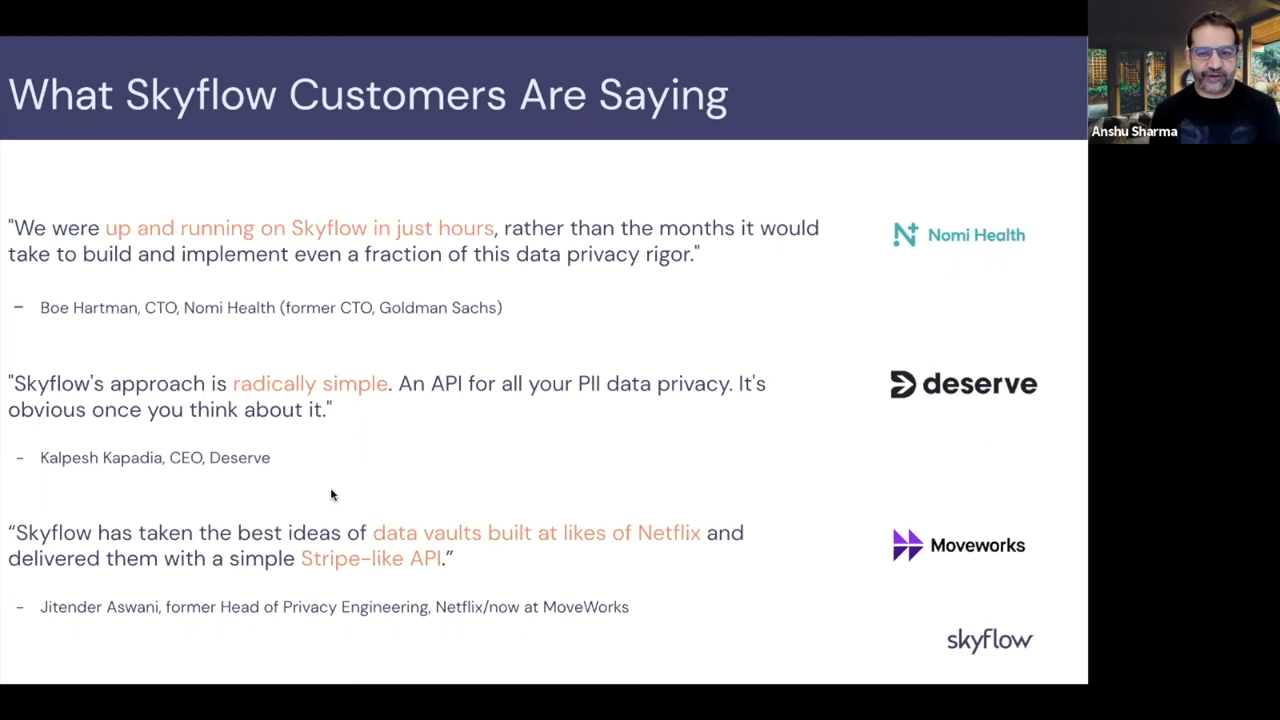 What Skyflow Customers Are Saying
Anshu Sharma
"We were up and running on Skyflow in just hours, rather than the months it would
take to build and implement even a fraction of this data privacy rigor."
Nomi Health
– Boe Hartman, CTO, Nomi Health (former CTO, Goldman Sachs)
"Skyflow's approach is radically simple. An API for all your PII data privacy. It's
obvious once you think about it."
deserve
- Kalpesh Kapadia, CEO, Deserve
“Skyflow has taken the best ideas of data vaults built at likes of Netflix and
delivered them with a simple Stripe-like API.”
Moveworks
- Jitender Aswani, former Head of Privacy Engineering, Netflix/now at MoveWorks
skyflow